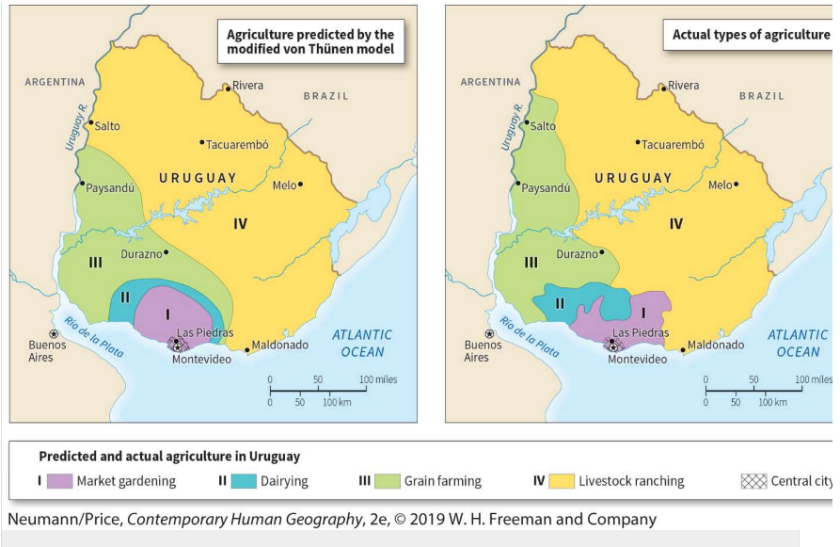 Agriculture predicted by the
modified von Thünen model
ARGENTINA
Rivera
BRAZIL
Uruguay R.
Salto
Tacuarembó
URUGUAY
Paysandú
Melo
IV
Durazno
III
II
I
Las Piedras
Río de la Plata
Maldonado
Buenos
Aires
Montevideo
ATLANTIC
OCEAN
0 50 100 miles
0 50 100 km
Actual types of agriculture
ARGENTINA
Rivera
BRAZIL
Uruguay R.
Salto
Tacuarembó
URUGUAY
Paysandú
Melo
IV
Durazno
III
II
I
Las Piedras
Río de la Plata
Maldonado
Buenos
Aires
Montevideo
ATLANTIC
OCEAN
0 50 100 miles
0 50 100 km
Predicted and actual agriculture in Uruguay
I Market gardening II Dairying III Grain farming IV Livestock ranching Central city
Neumann/Price, Contemporary Human Geography, 2e, © 2019 W. H. Freeman and Company